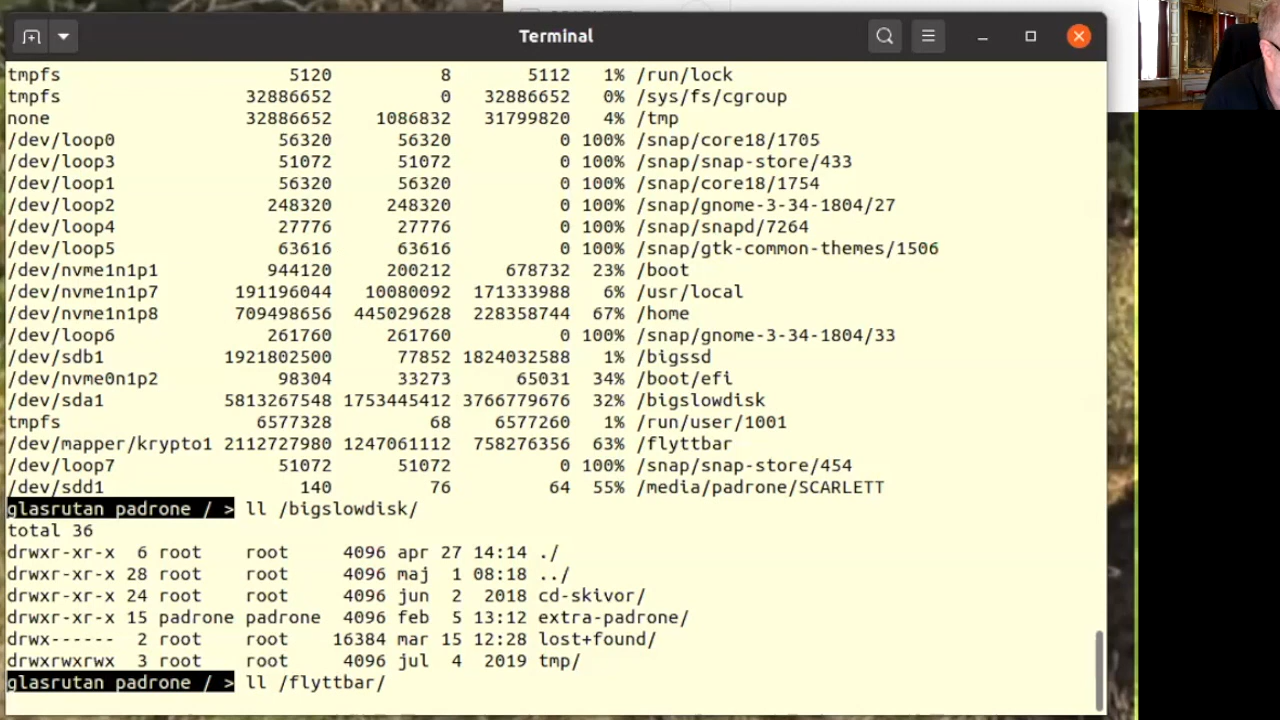 Terminal
tmpfs 5120 8 5112 1% /run/lock
tmpfs 32886652 0 32886652 0% /sys/fs/cgroup
none 32886652 1086832 31799820 4% /tmp
/dev/loop0 56320 56320 0 100% /snap/core18/1705
/dev/loop3 51072 51072 0 100% /snap/snap-store/433
/dev/loop1 56320 56320 0 100% /snap/core18/1754
/dev/loop2 248320 248320 0 100% /snap/gnome-3-34-1804/27
/dev/loop4 27776 27776 0 100% /snap/snapd/7264
/dev/loop5 63616 63616 0 100% /snap/gtk-common-themes/1506
/dev/nvme1n1p1 944120 200212 678732 23% /boot
/dev/nvme1n1p7 191196044 10080092 171333988 6% /usr/local
/dev/nvme1n1p8 709498656 445029628 228358744 67% /home
/dev/loop6 261760 261760 0 100% /snap/gnome-3-34-1804/33
/dev/sdb1 1921802500 77852 1824032588 1% /bigssd
/dev/nvme0n1p2 98304 33273 65031 34% /boot/efi
/dev/sda1 5813267548 1753445412 3766779676 32% /bigslowdisk
tmpfs 6577328 68 6577260 1% /run/user/1001
/dev/mapper/krypto1 2112727980 1247061112 758276356 63% /flyttbar
/dev/loop7 51072 51072 0 100% /snap/snap-store/454
/dev/sdd1 140 76 64 55% /media/padrone/SCARLETT
glasrutan padrone / > ll /bigslowdisk/
total 36
drwxr-xr-x 6 root root 4096 apr 27 14:14 ./
drwxr-xr-x 28 root root 4096 maj 1 08:18 ../
drwxr-xr-x 24 root root 4096 jun 2 2018 cd-skivor/
drwxr-xr-x 15 padrone padrone 4096 feb 5 13:12 extra-padrone/
drwx------ 2 root root 16384 mar 15 12:28 lost+found/
drwxrwxrwx 3 root root 4096 jul 4 2019 tmp/
glasrutan padrone / > ll /flyttbar/